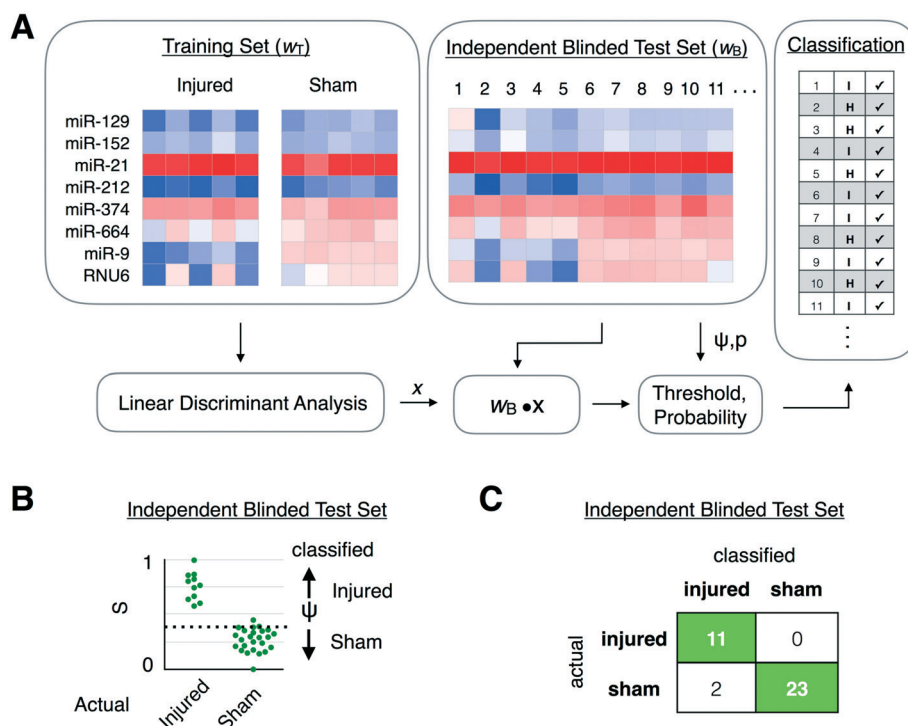 A
Training Set (wT)
Injured Sham
miR-129
miR-152
miR-21
miR-212
miR-374
miR-664
miR-9
RNU6
Independent Blinded Test Set (wB)
1 2 3 4 5 6 7 8 9 10 11 ...
Classification
1 I ✓
2 H ✓
3 H ✓
4 I ✓
5 H ✓
6 I ✓
7 I ✓
8 H ✓
9 I ✓
10 H ✓
11 I ✓
⋮
Linear Discriminant Analysis
x
wB •x
ψ,p
Threshold,
Probability
B
Independent Blinded Test Set
classified
1
S
0
Injured
ψ
Sham
Actual Injured Sham
C
Independent Blinded Test Set
classified
injured sham
actual
injured 11 0
sham 2 23